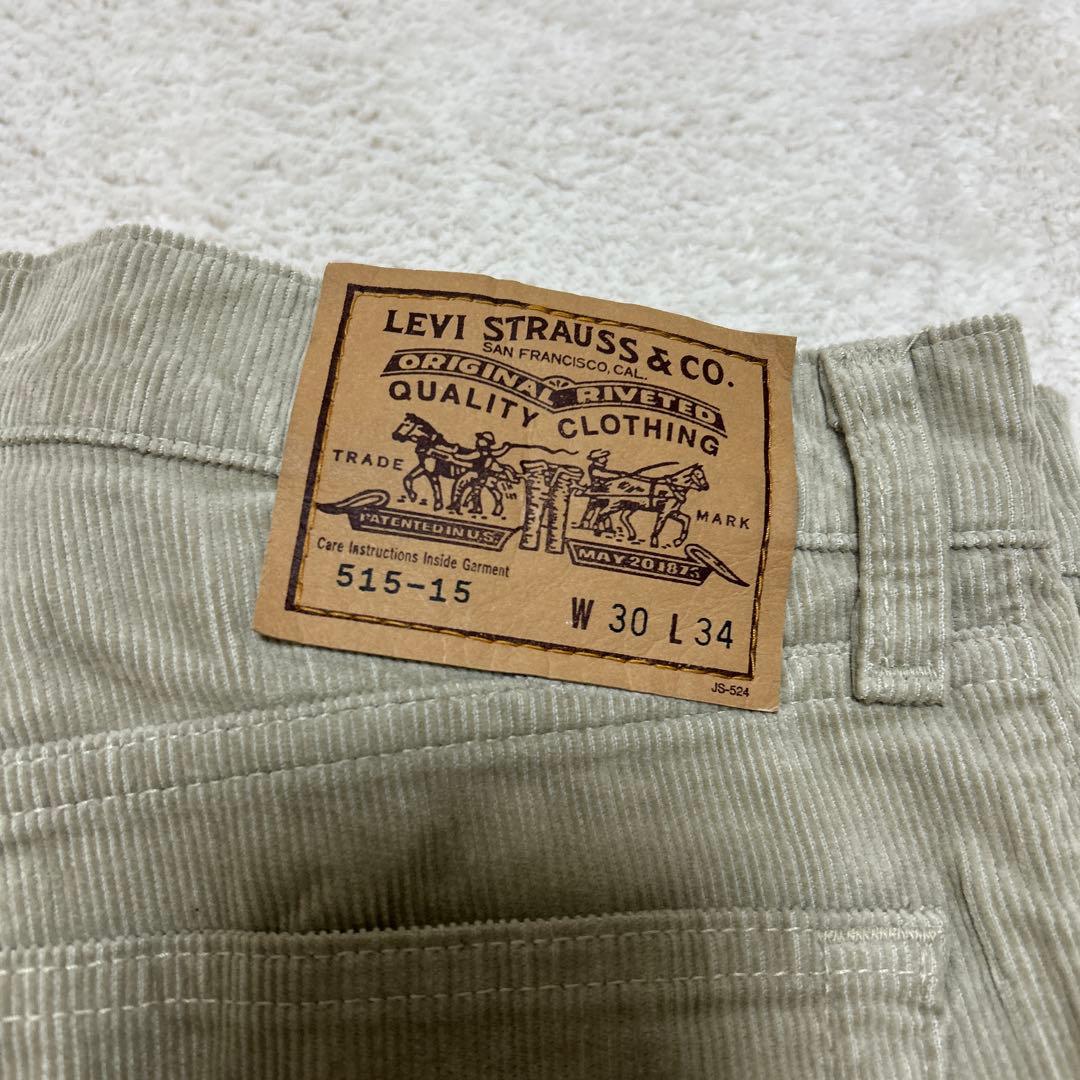 LEVI STRAUSS & CO.
SAN FRANCISCO, CAL.
ORIGINAL RIVETED
QUALITY CLOTHING
TRADE MARK
PATENTED IN U.S. MAY 20 1873
Care Instructions Inside Garment
515-15 W 30 L 34
JS-524